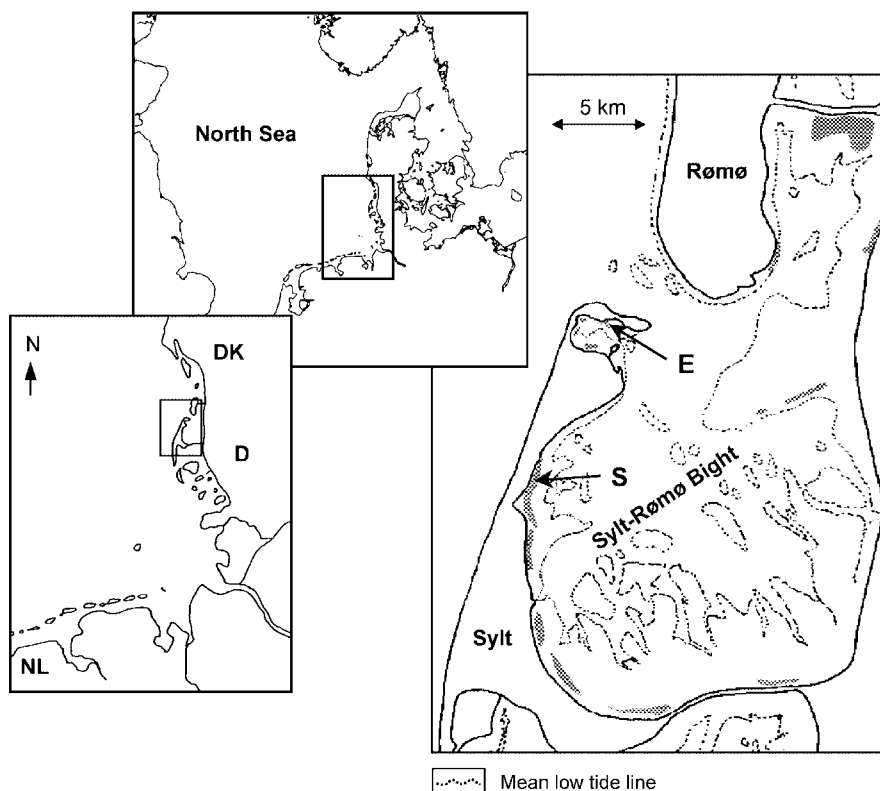 North Sea
5 km
Rømø
N
DK
E
D
S
Sylt-Rømø Bight
Sylt
NL
Mean low tide line